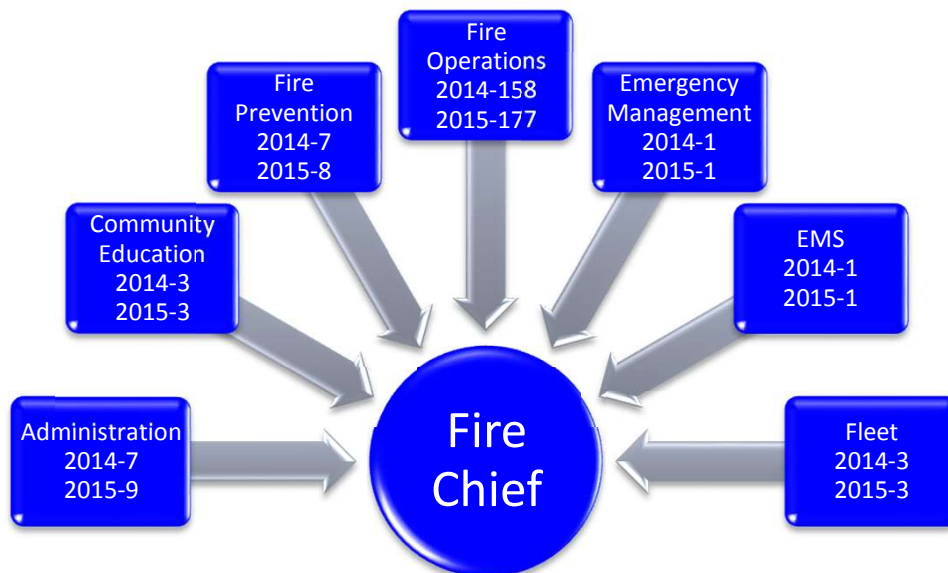 Fire
Operations
2014-158
2015-177
Fire
Prevention
2014-7
2015-8
Emergency
Management
2014-1
2015-1
Community
Education
2014-3
2015-3
EMS
2014-1
2015-1
Administration
2014-7
2015-9
Fire
Chief
Fleet
2014-3
2015-3